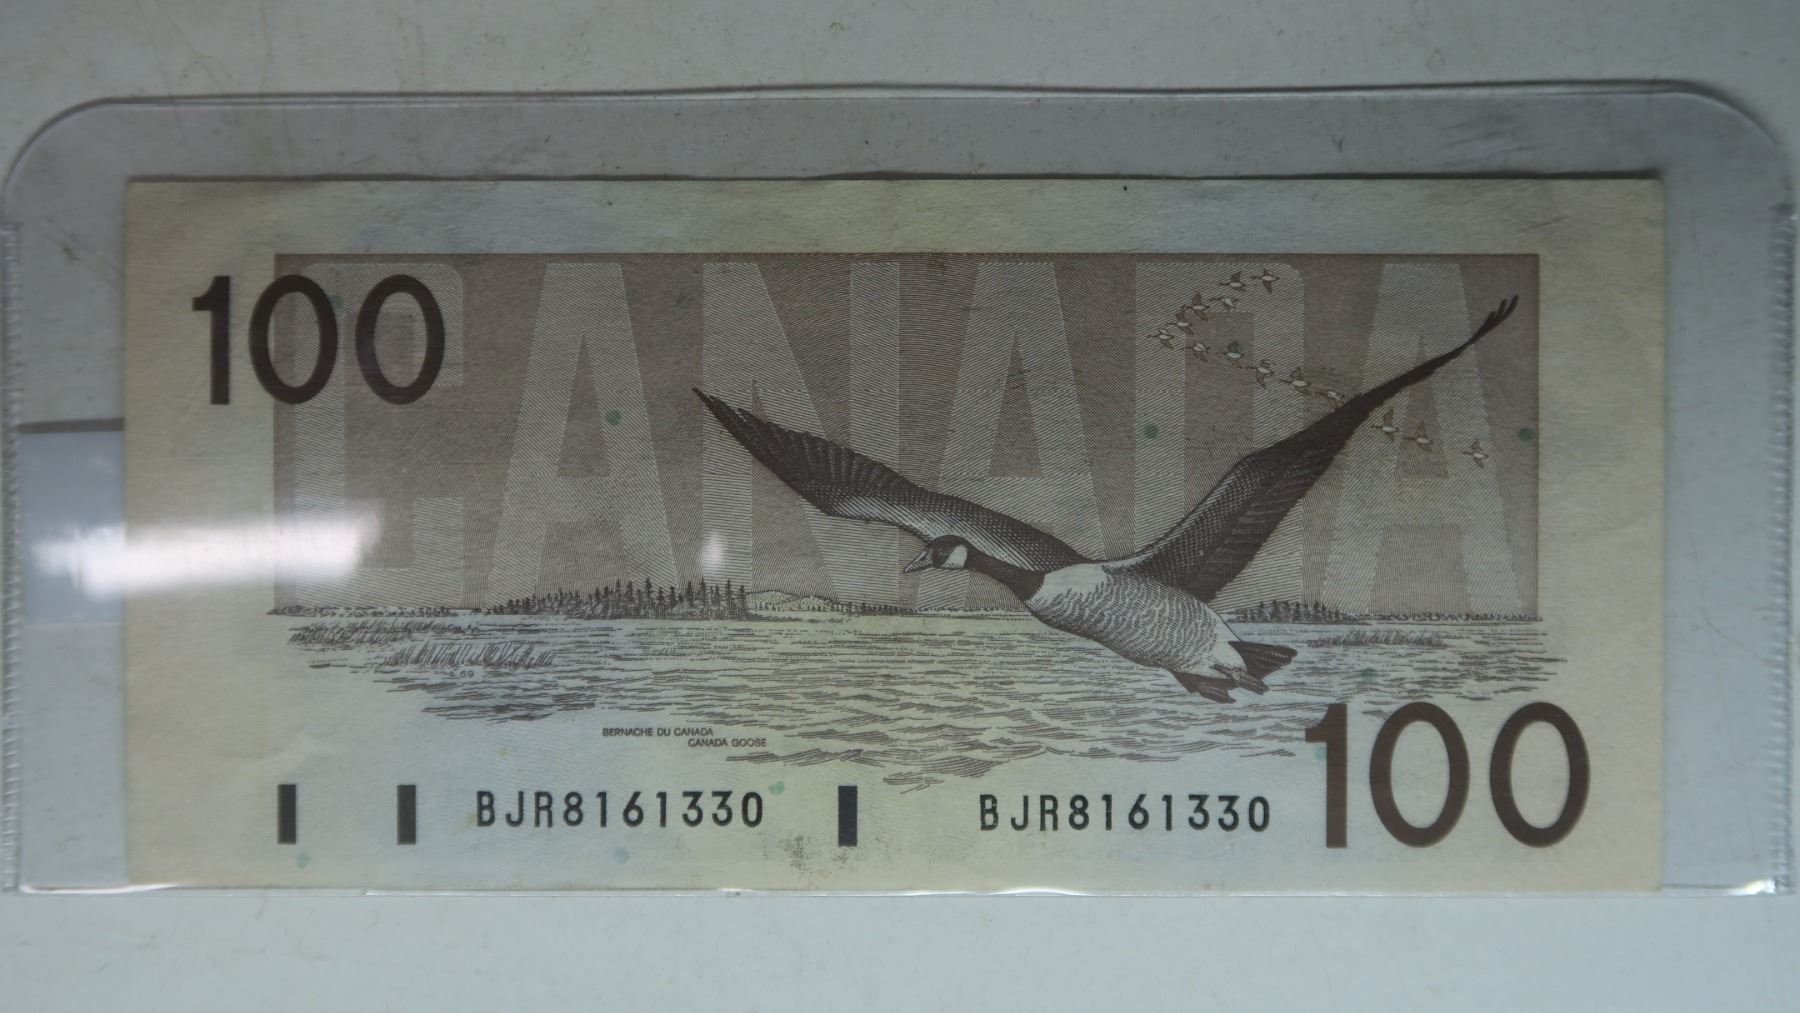 100
CANADA
BERNACHE DU CANADA
CANADA GOOSE
BJR8161330
BJR8161330
100